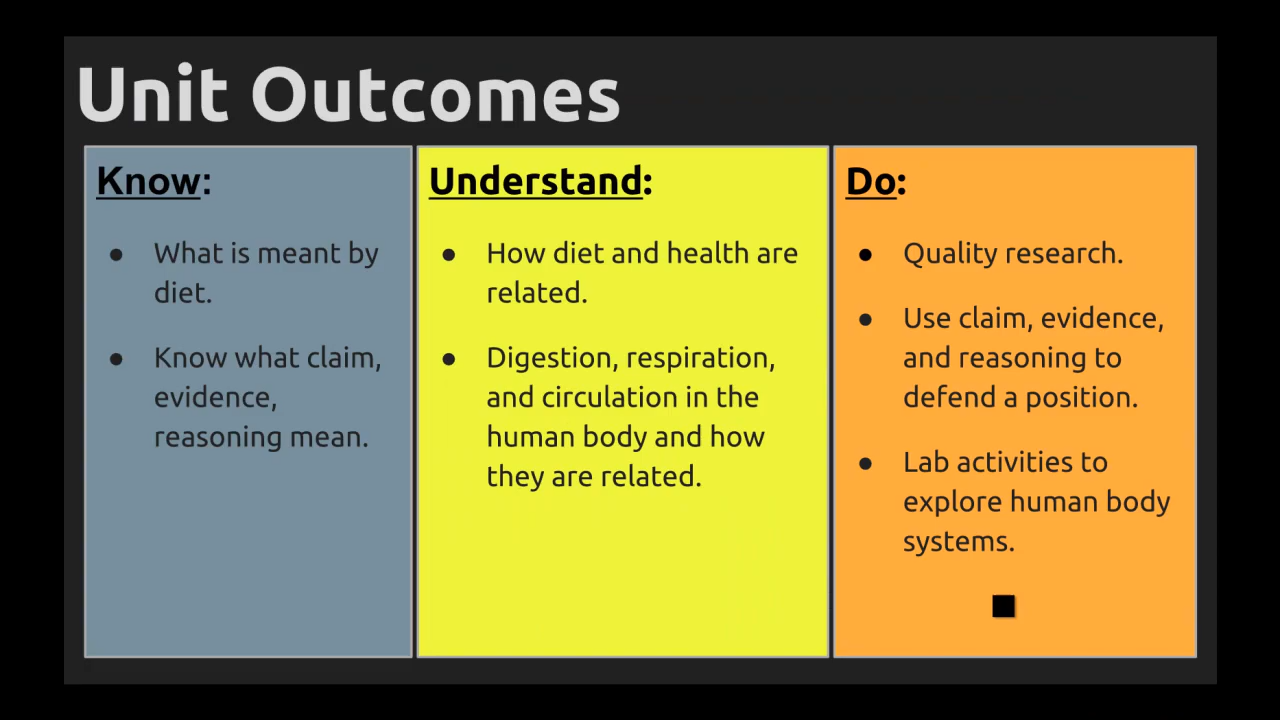 Unit Outcomes
Know:
● What is meant by
diet.
● Know what claim,
evidence,
reasoning mean.
Understand:
● How diet and health are
related.
● Digestion, respiration,
and circulation in the
human body and how
they are related.
Do:
● Quality research.
● Use claim, evidence,
and reasoning to
defend a position.
● Lab activities to
explore human body
systems.